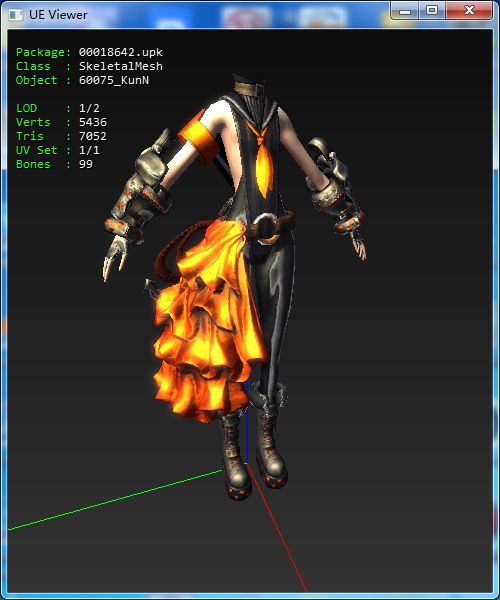 UE Viewer
Package: 00018642.upk
Class : SkeletalMesh
Object : 60075_KunN
LOD : 1/2
Verts : 5436
Tris : 7052
UV Set : 1/1
Bones : 99